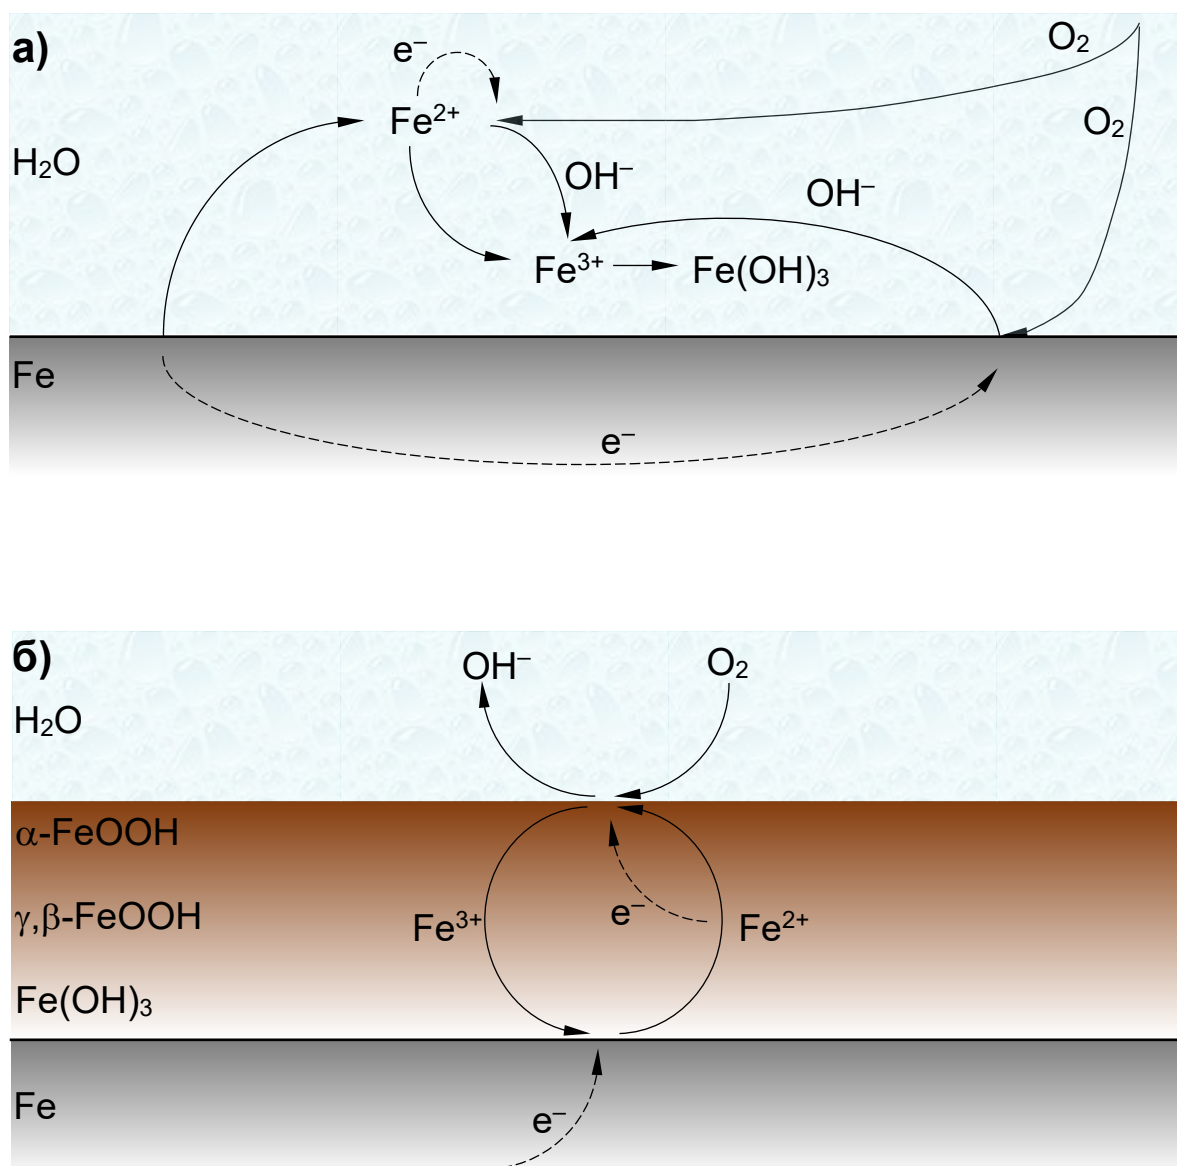 а)
e⁻
O₂
Fe²⁺
O₂
H₂O
OH⁻
OH⁻
Fe³⁺
Fe(OH)₃
Fe
e⁻
б)
OH⁻
O₂
H₂O
α-FeOOH
γ,β-FeOOH
Fe³⁺
e⁻
Fe²⁺
Fe(OH)₃
Fe
e⁻